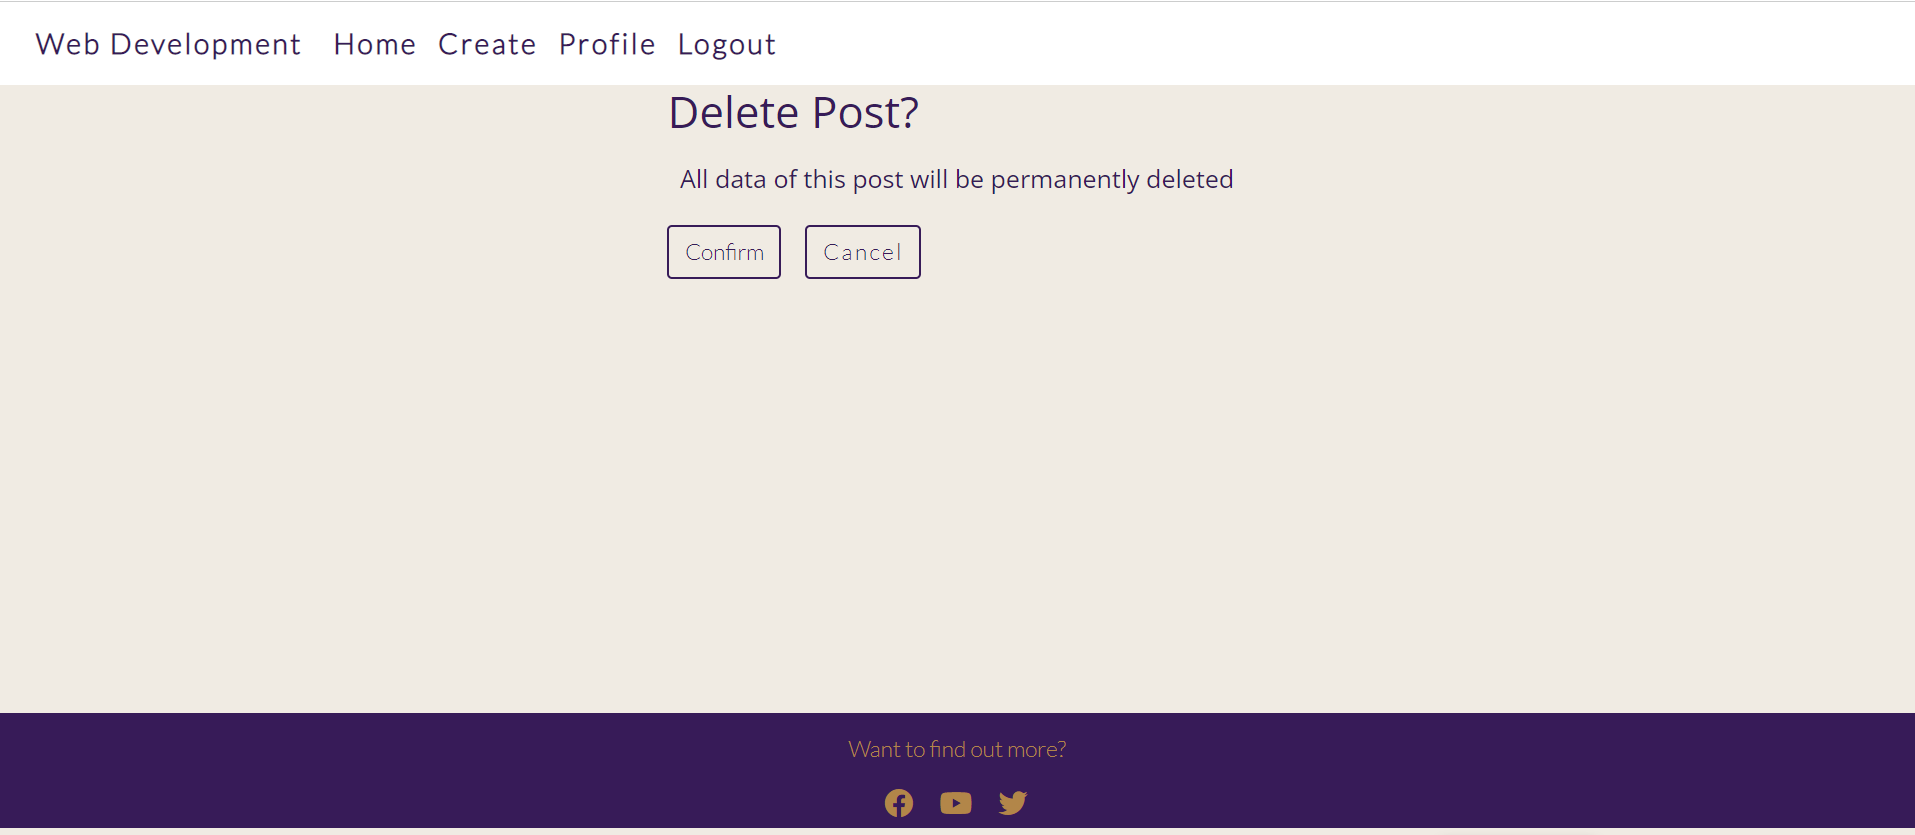 Web Development Home Create Profile Logout
Delete Post?
All data of this post will be permanently deleted
Confirm Cancel
Want to find out more?